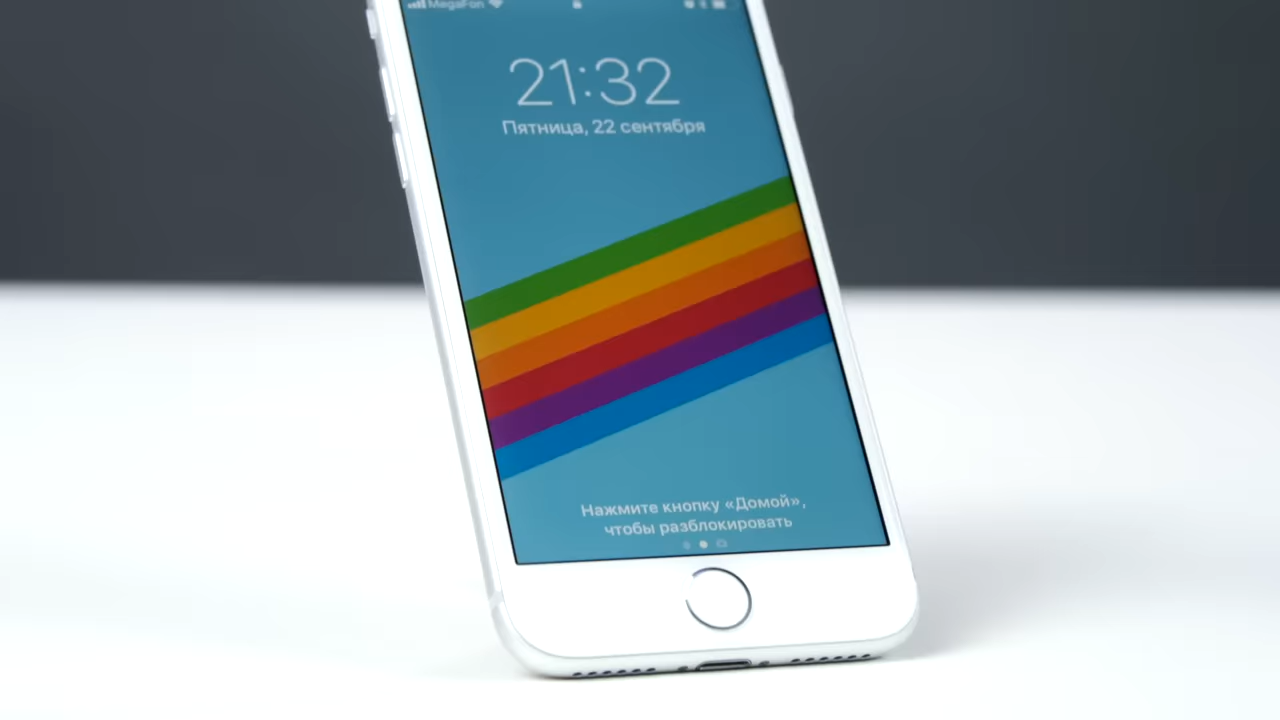 MegaFon
21:32
Пятница, 22 сентября
Нажмите кнопку «Домой»,
чтобы разблокировать